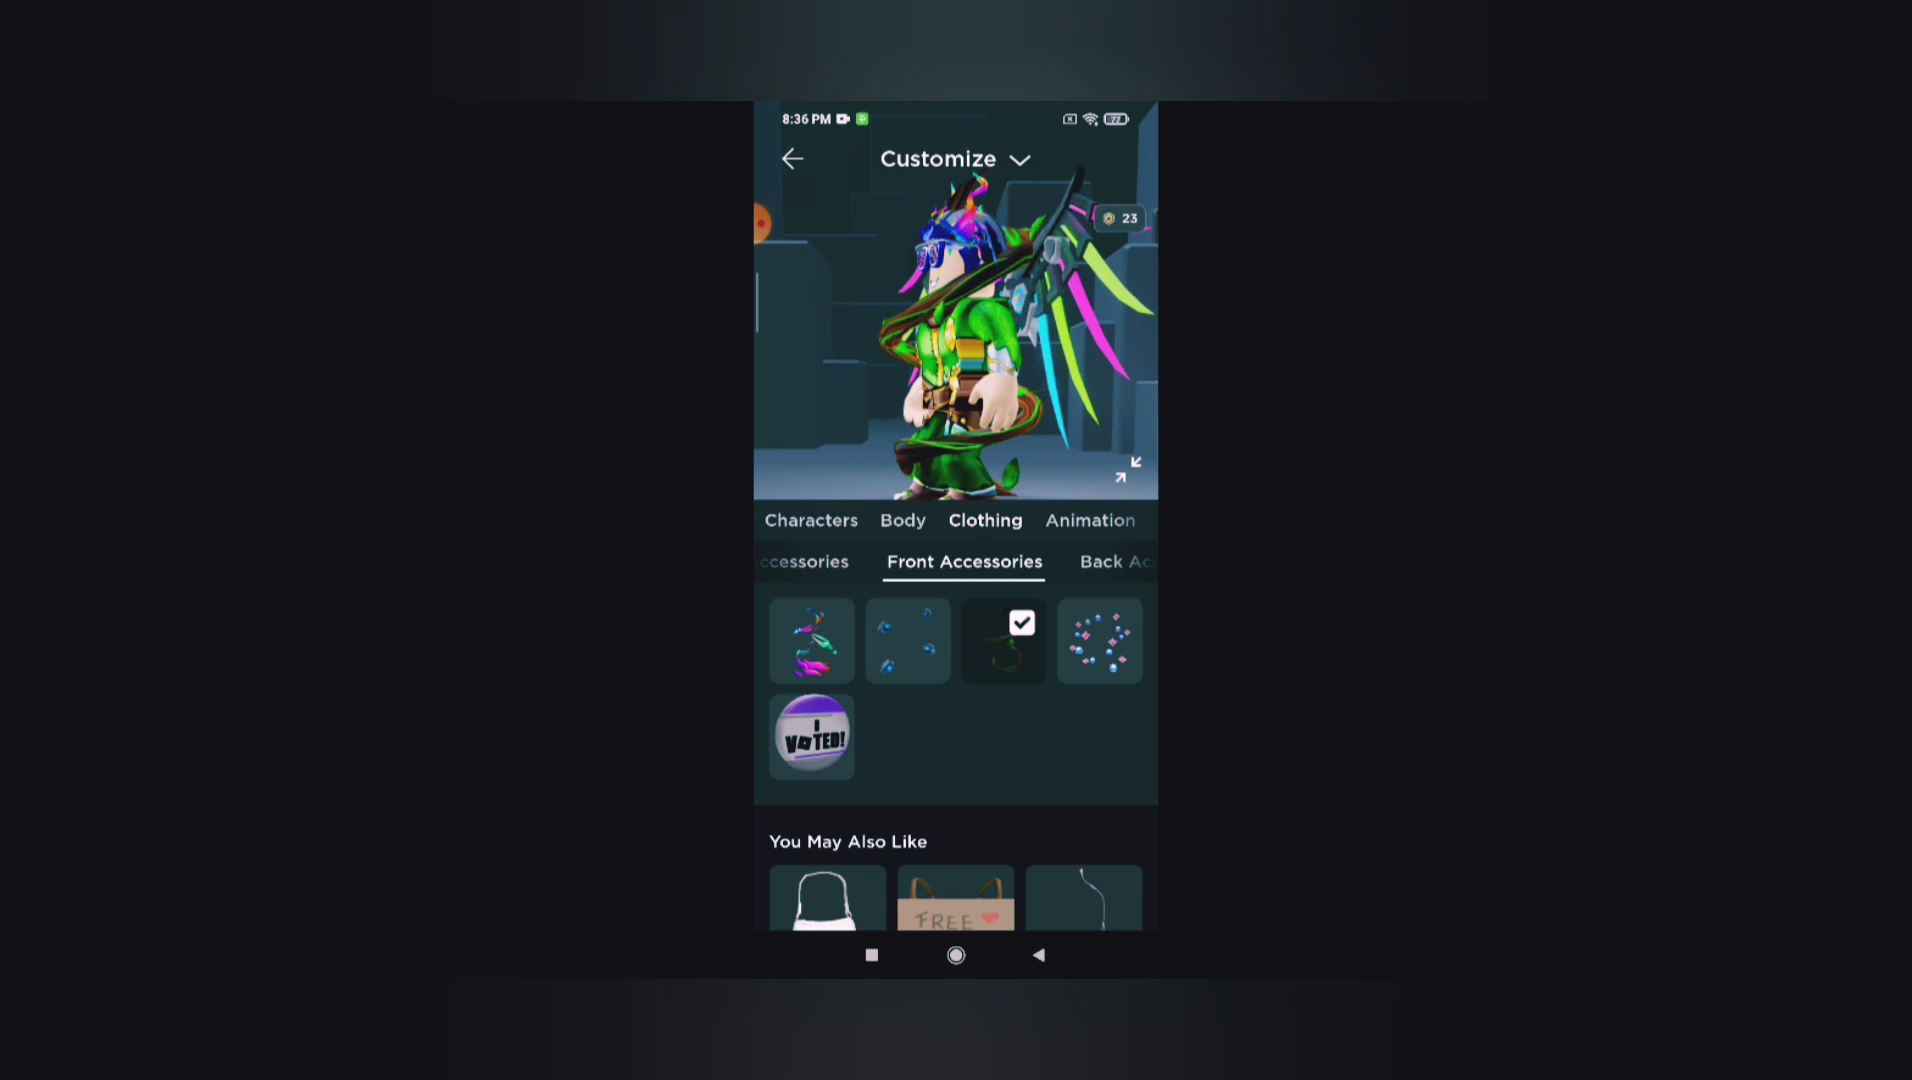 8:36 PM
77
Customize
23
Characters Body Clothing Animation
ccessories Front Accessories Back Ac
I
VOTED!
You May Also Like
FREE